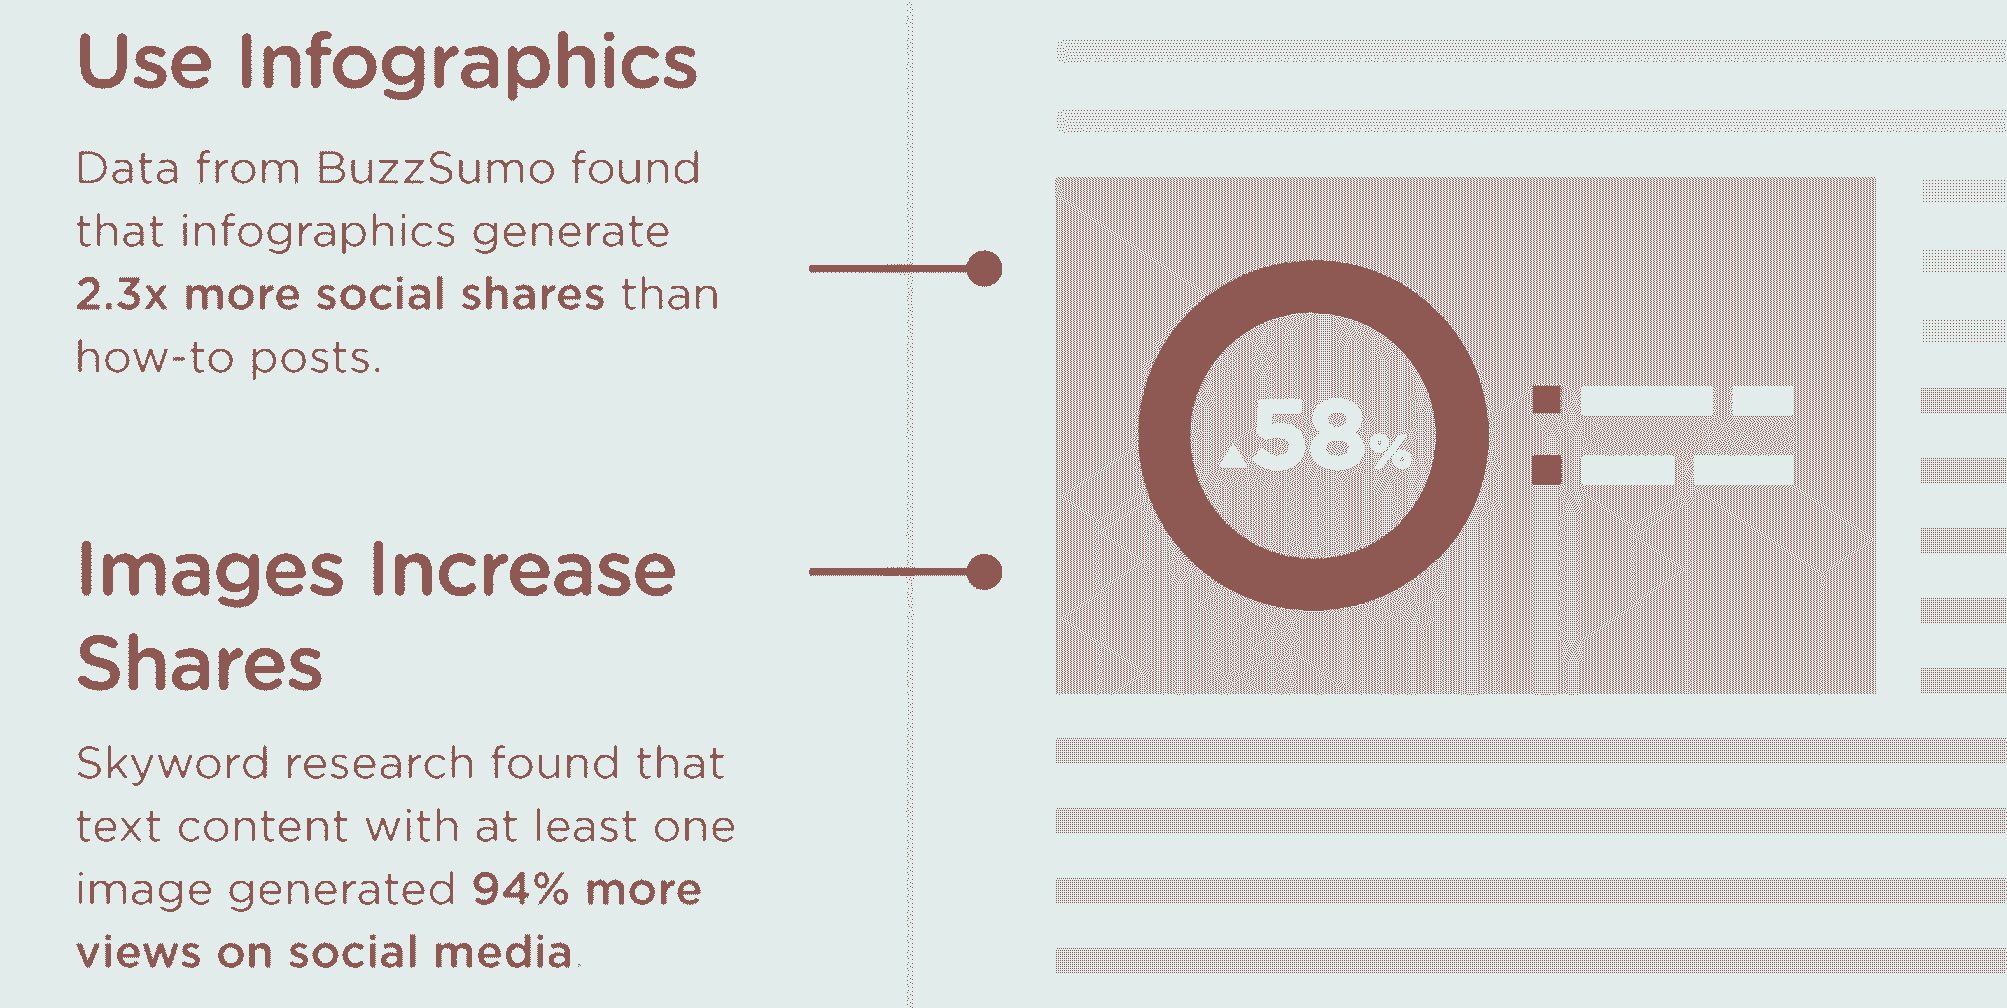 Use Infographics
Data from BuzzSumo found
that infographics generate
2.3x more social shares than
how-to posts.
▲58%
Images Increase
Shares
Skyword research found that
text content with at least one
image generated 94% more
views on social media.